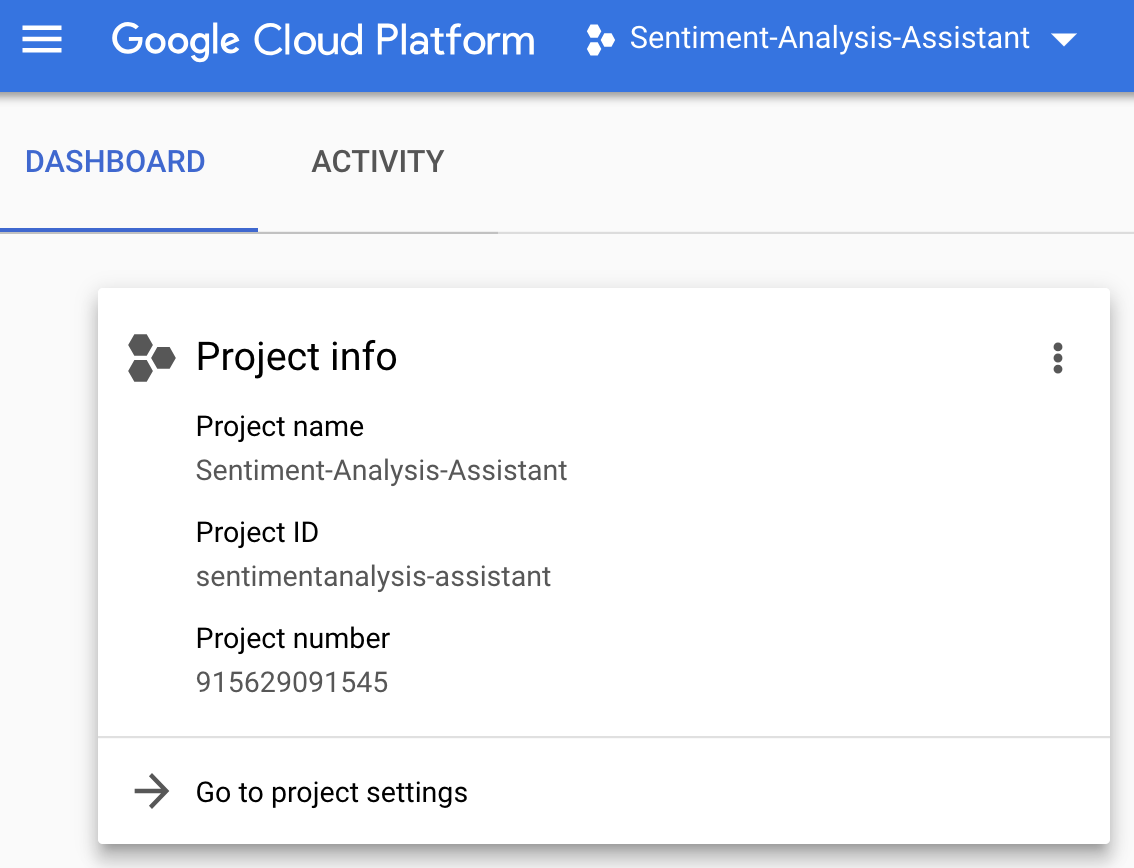 Google Cloud Platform Sentiment-Analysis-Assistant
DASHBOARD ACTIVITY
Project info
Project name
Sentiment-Analysis-Assistant
Project ID
sentimentanalysis-assistant
Project number
915629091545
Go to project settings